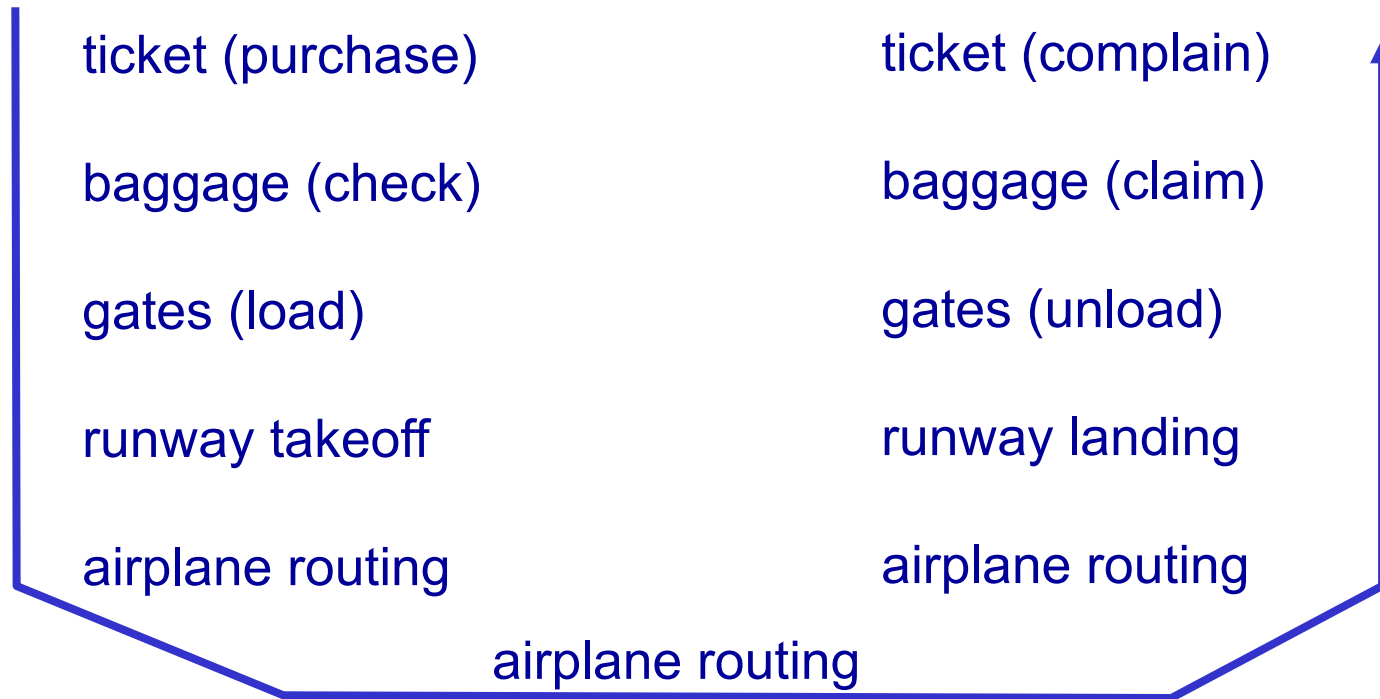 ticket (purchase)
baggage (check)
gates (load)
runway takeoff
airplane routing
airplane routing
ticket (complain)
baggage (claim)
gates (unload)
runway landing
airplane routing